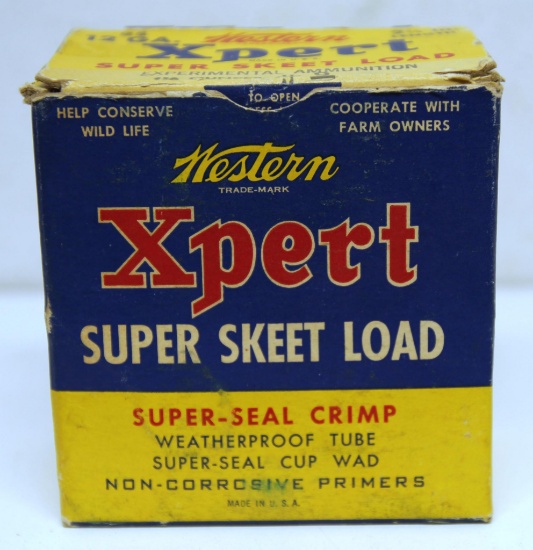 12 GA. Western
Xpert
SUPER SKEET LOAD
EXPERIMENTAL AMMUNITION
TO OPEN
HELP CONSERVE
WILD LIFE
COOPERATE WITH
FARM OWNERS
Western
TRADE-MARK
Xpert
SUPER SKEET LOAD
SUPER-SEAL CRIMP
WEATHERPROOF TUBE
SUPER-SEAL CUP WAD
NON-CORROSIVE PRIMERS
MADE IN U.S.A.